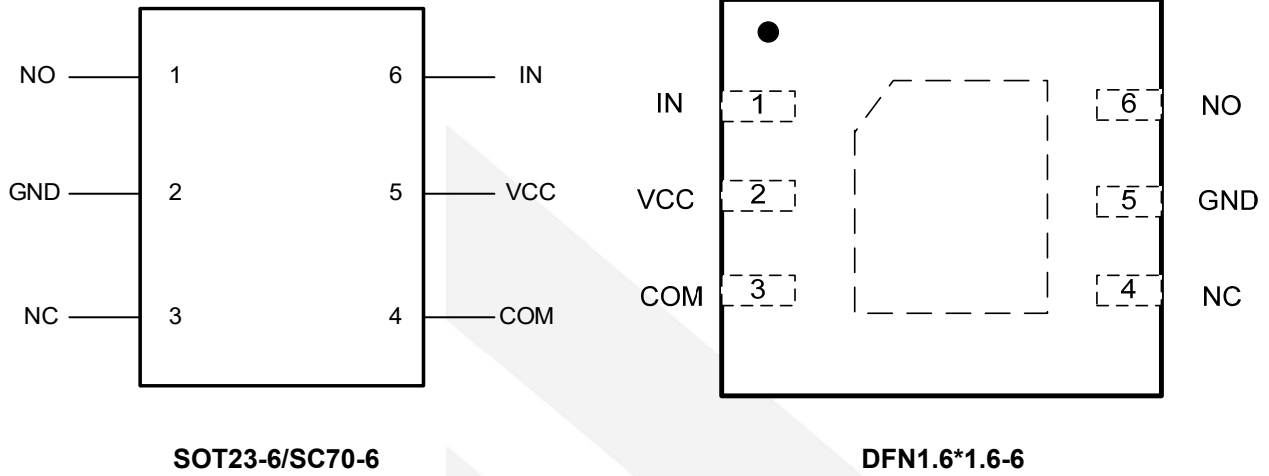 NO 1 6 IN
GND 2 5 VCC
NC 3 4 COM
SOT23-6/SC70-6
IN 1 6 NO
VCC 2 5 GND
COM 3 4 NC
DFN1.6*1.6-6